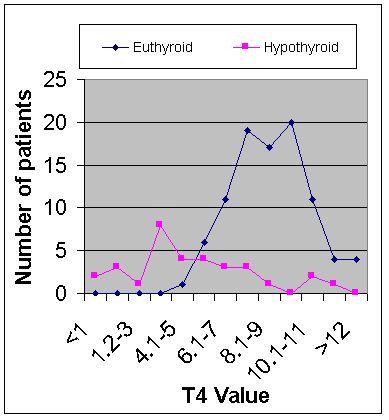 Euthyroid Hypothyroid
Number of patients
25
20
15
10
5
0
<1 1.2-3 4.1-5 6.1-7 8.1-9 10.1-11 >12
T4 Value